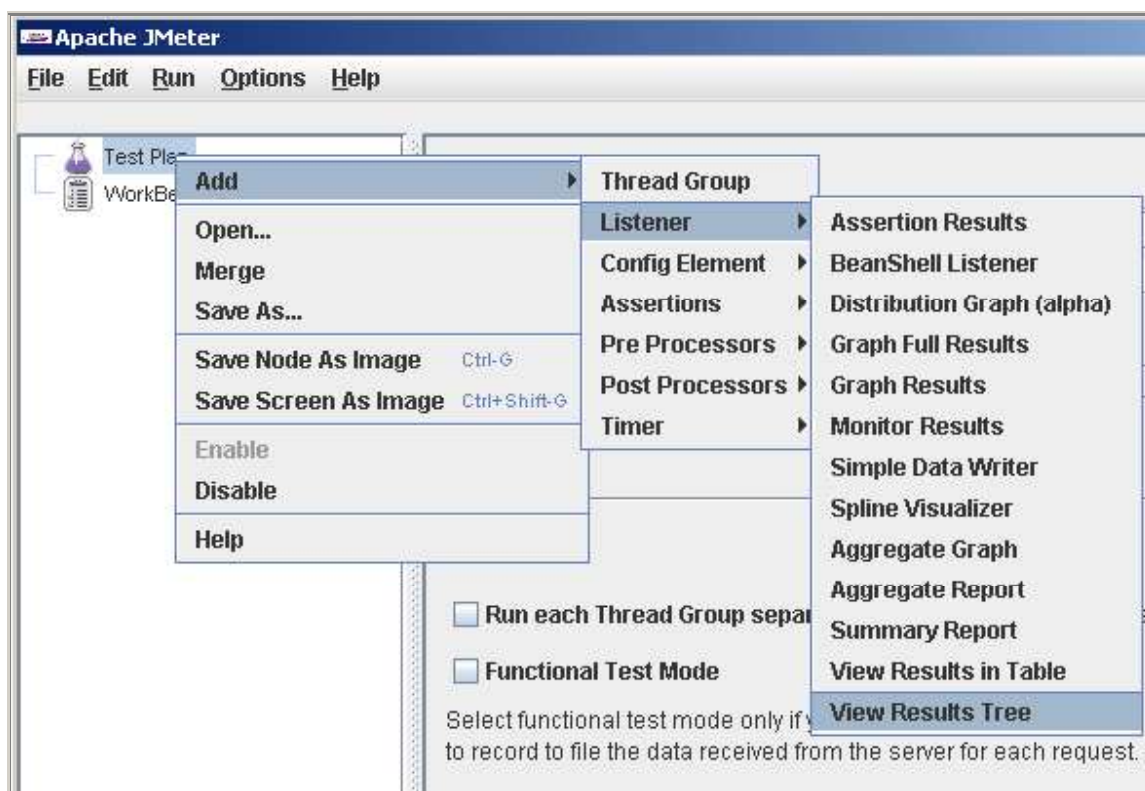 Apache JMeter
File Edit Run Options Help
Test Pla
WorkBe
Add
Open...
Merge
Save As...
Save Node As Image Ctrl-G
Save Screen As Image Ctrl+Shift-G
Enable
Disable
Help
Thread Group
Listener
Config Element
Assertions
Pre Processors
Post Processors
Timer
Assertion Results
BeanShell Listener
Distribution Graph (alpha)
Graph Full Results
Graph Results
Monitor Results
Simple Data Writer
Spline Visualizer
Aggregate Graph
Aggregate Report
Summary Report
View Results in Table
View Results Tree
Run each Thread Group separ
Functional Test Mode
Select functional test mode only if
to record to file the data received from the server for each request.